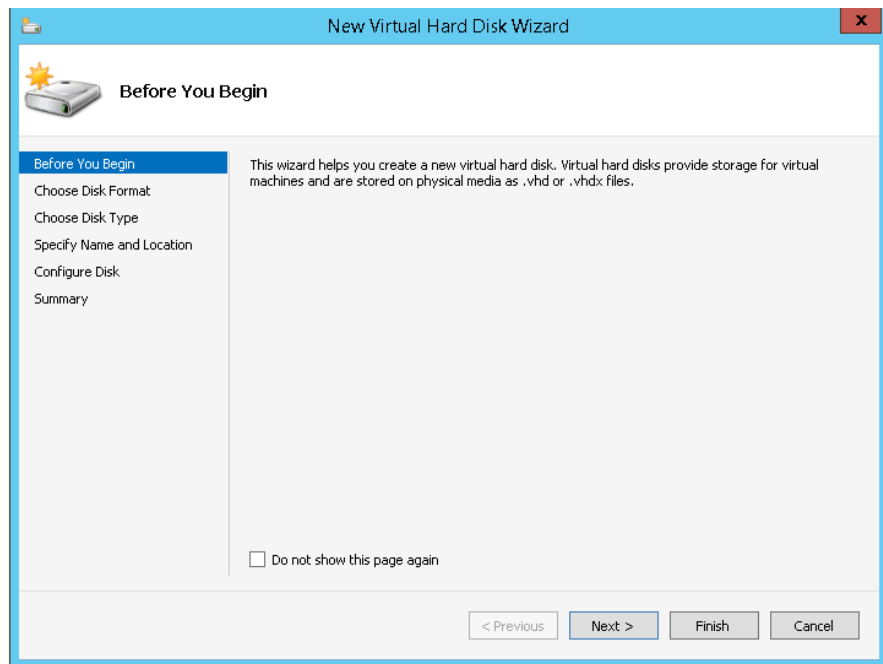 New Virtual Hard Disk Wizard
x
Before You Begin
Before You Begin
Choose Disk Format
Choose Disk Type
Specify Name and Location
Configure Disk
Summary
This wizard helps you create a new virtual hard disk. Virtual hard disks provide storage for virtual
machines and are stored on physical media as .vhd or .vhdx files.
Do not show this page again
< Previous Next > Finish Cancel